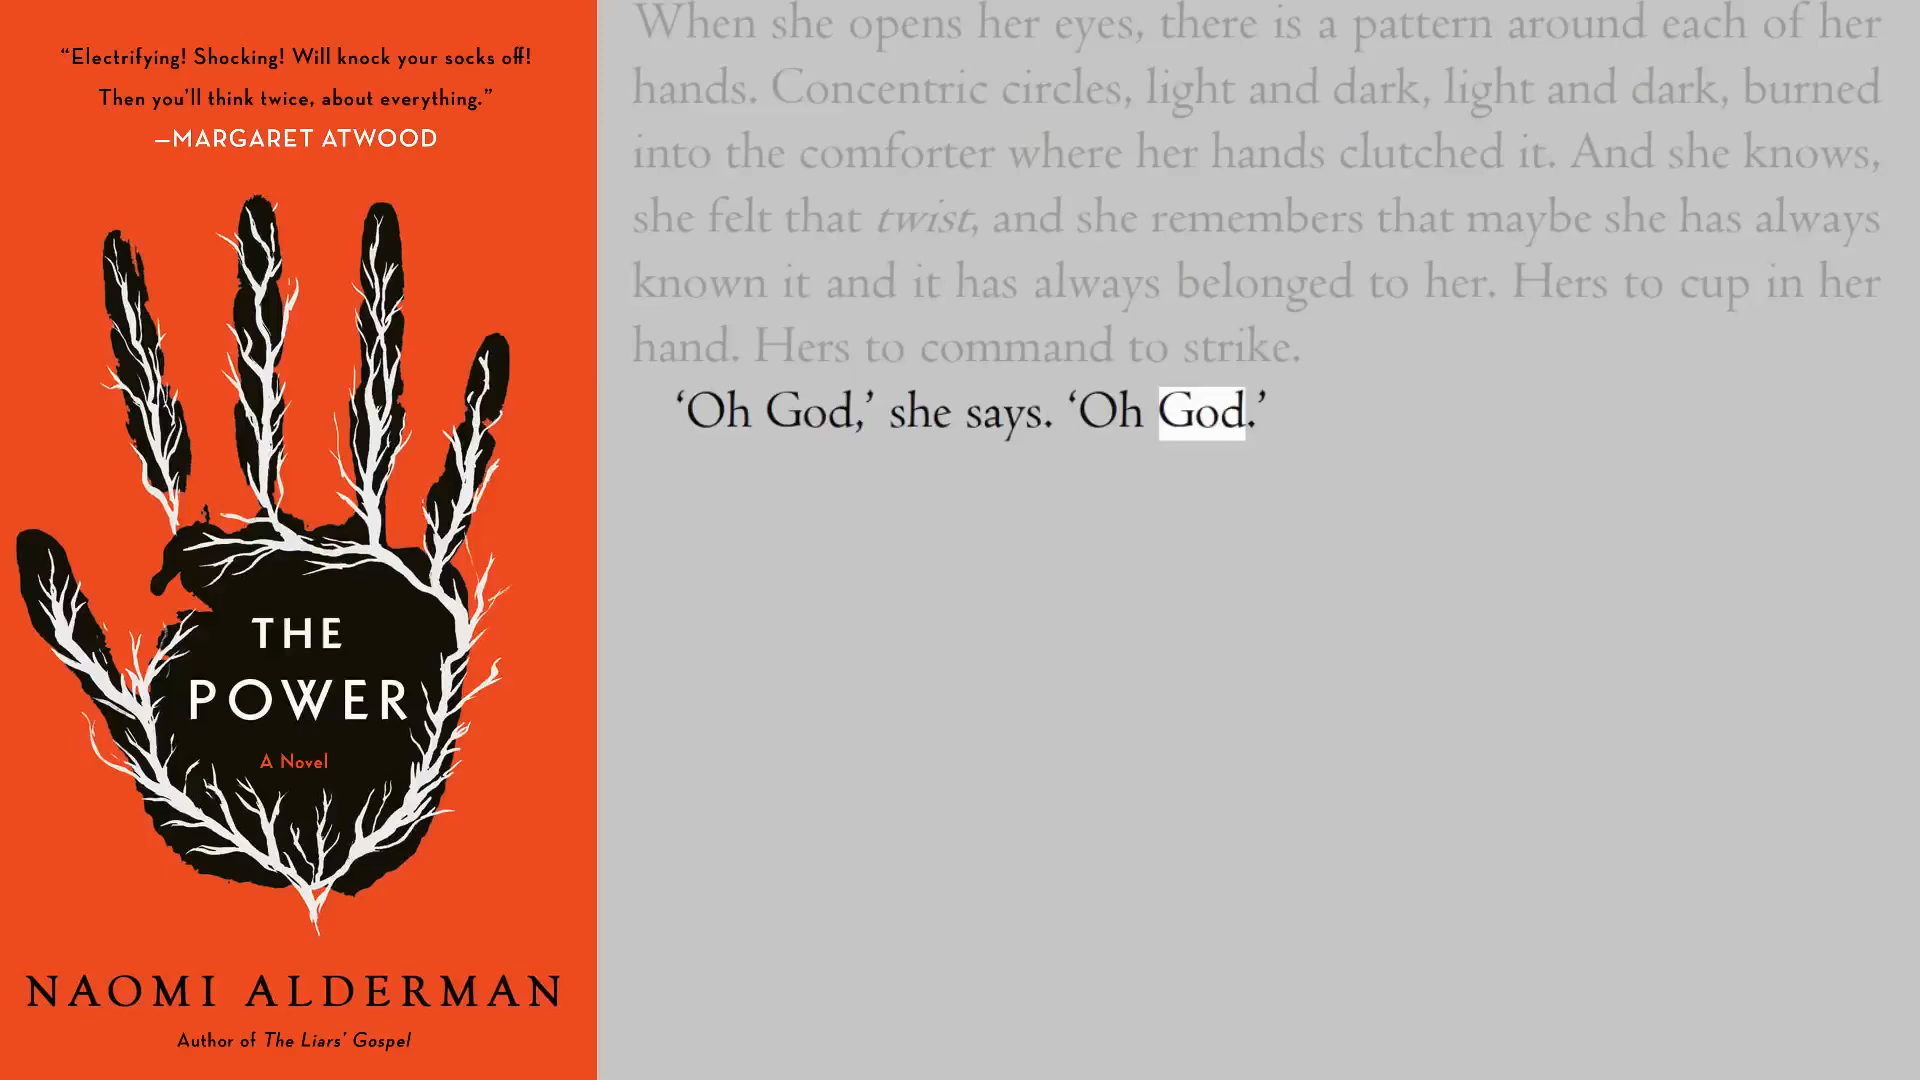 “Electrifying! Shocking! Will knock your socks off!
Then you’ll think twice, about everything.”
—MARGARET ATWOOD
THE
POWER
A Novel
NAOMI ALDERMAN
Author of The Liars’ Gospel
When she opens her eyes, there is a pattern around each of her
hands. Concentric circles, light and dark, light and dark, burned
into the comforter where her hands clutched it. And she knows,
she felt that twist, and she remembers that maybe she has always
known it and it has always belonged to her. Hers to cup in her
hand. Hers to command to strike.
‘Oh God,’ she says. ‘Oh God.’